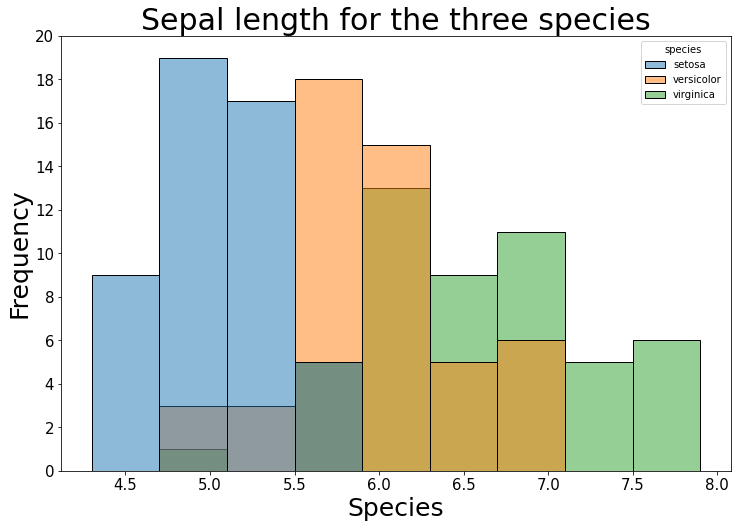 Sepal length for the three species
species
setosa
versicolor
virginica
Frequency
20
18
16
14
12
10
8
6
4
2
0
4.5 5.0 5.5 6.0 6.5 7.0 7.5 8.0
Species